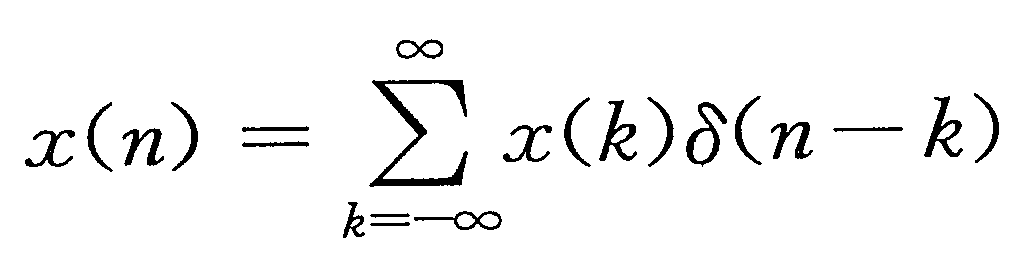 x(n) = ∑_{k=-∞}^{∞} x(k)δ(n-k)